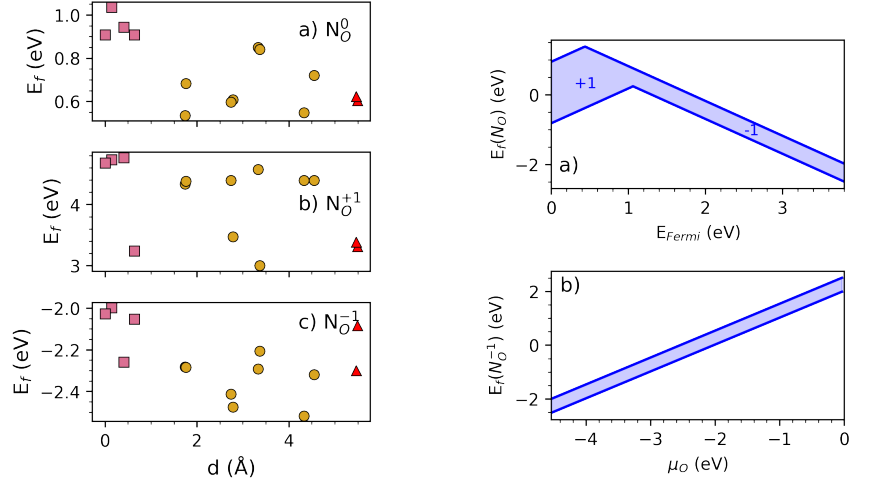 1.0
0.8
0.6
E_f (eV)
a) N_O^0
4
3
E_f (eV)
b) N_O^{+1}
−2.0
−2.2
−2.4
E_f (eV)
c) N_O^{−1}
0 2 4
d (Å)
0
−2
E_f(N_O) (eV)
+1
-1
a)
0 1 2 3
E_{Fermi} (eV)
2
0
−2
E_f(N_O^{−1}) (eV)
b)
−4 −3 −2 −1 0
μ_O (eV)